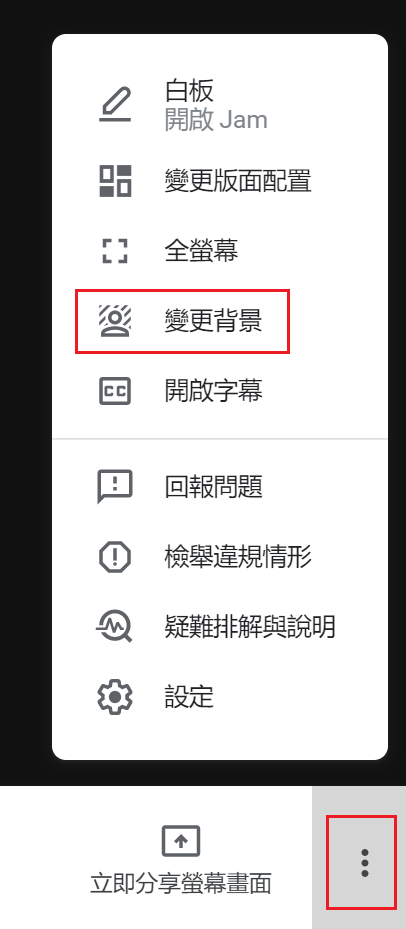 白板
開啟 Jam
變更版面配置
全螢幕
變更背景
CC
開啟字幕
回報問題
檢舉違規情形
疑難排解與說明
設定
立即分享螢幕畫面